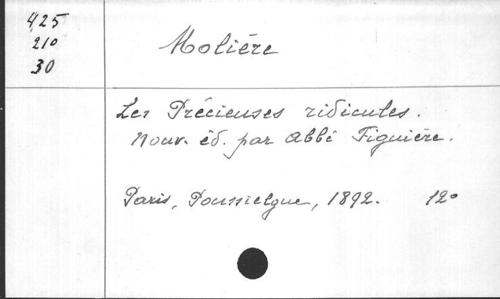 425
210
30
Molière
Les Précieuses ridicules.
Nouv. éd. par Abbé Figuière.
Paris, Poussielgue, 1892. 12°